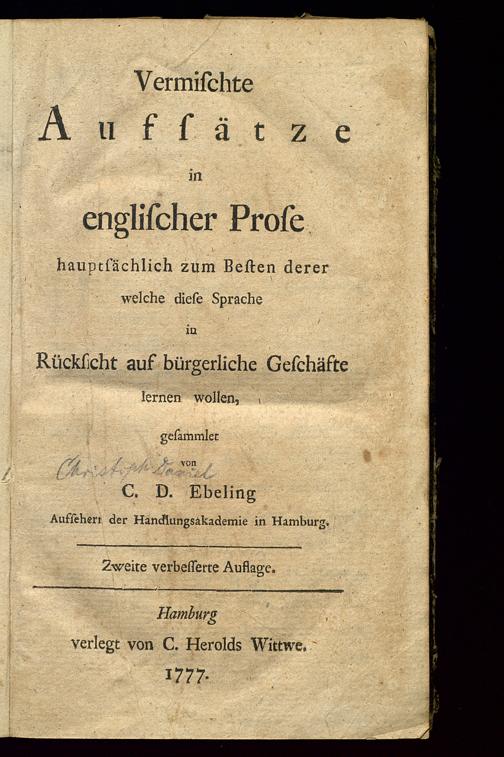 Vermiſchte
Aufſätze
in
engliſcher Proſe
hauptſächlich zum Beſten derer
welche dieſe Sprache
in
Rückſicht auf bürgerliche Geſchäfte
lernen wollen,
geſammlet
von
Christoph Daniel
C. D. Ebeling
Aufſeher der Handlungsakademie in Hamburg.
Zweite verbeſſerte Auflage.
Hamburg
verlegt von C. Herolds Wittwe.
1777.